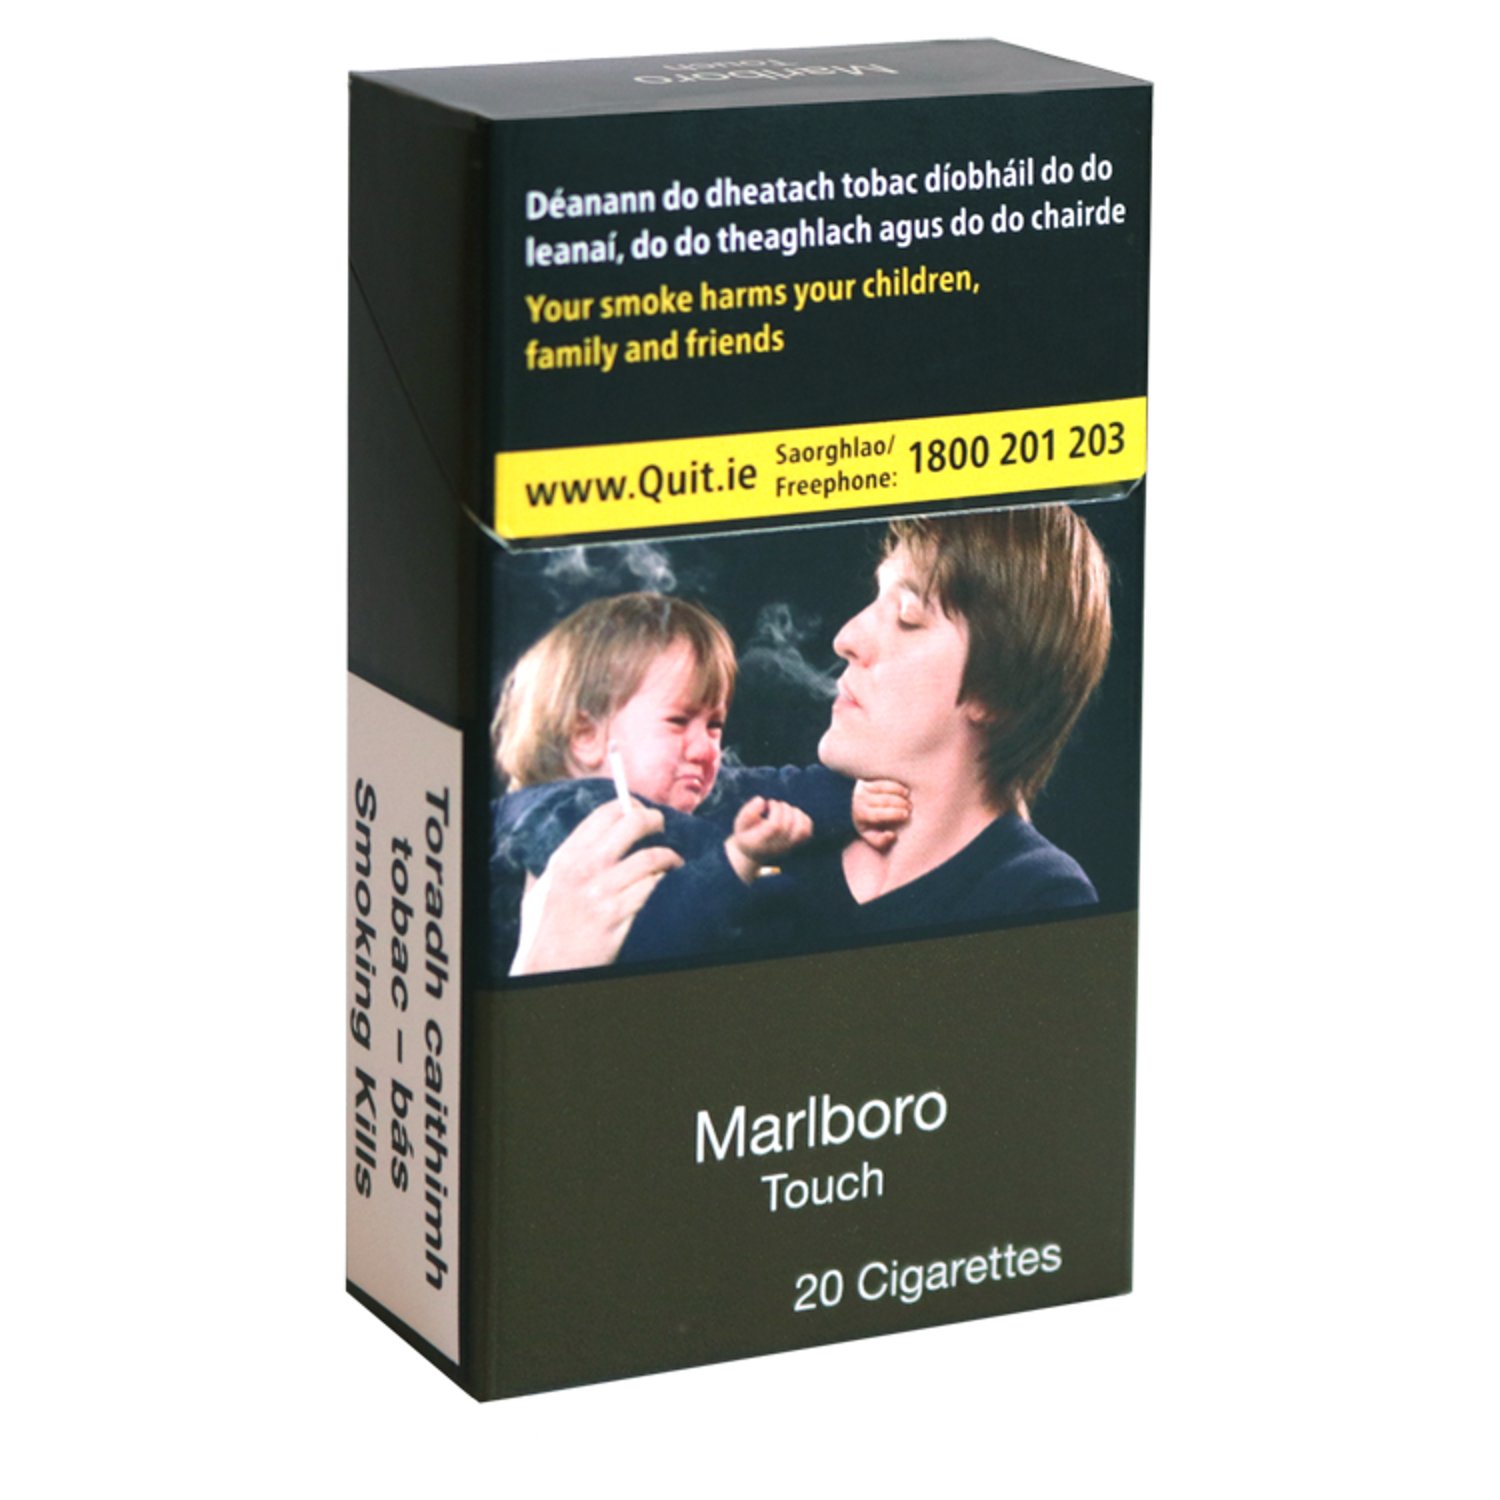 Marlboro
Touch
Déanann do dheatach tobac díobháil do do
leanaí, do do theaghlach agus do do chairde
Your smoke harms your children,
family and friends
www.Quit.ie
Saorghlao/
Freephone:
1800 201 203
Marlboro
Touch
20 Cigarettes
Toradh caithimh
tobac – bás
Smoking Kills